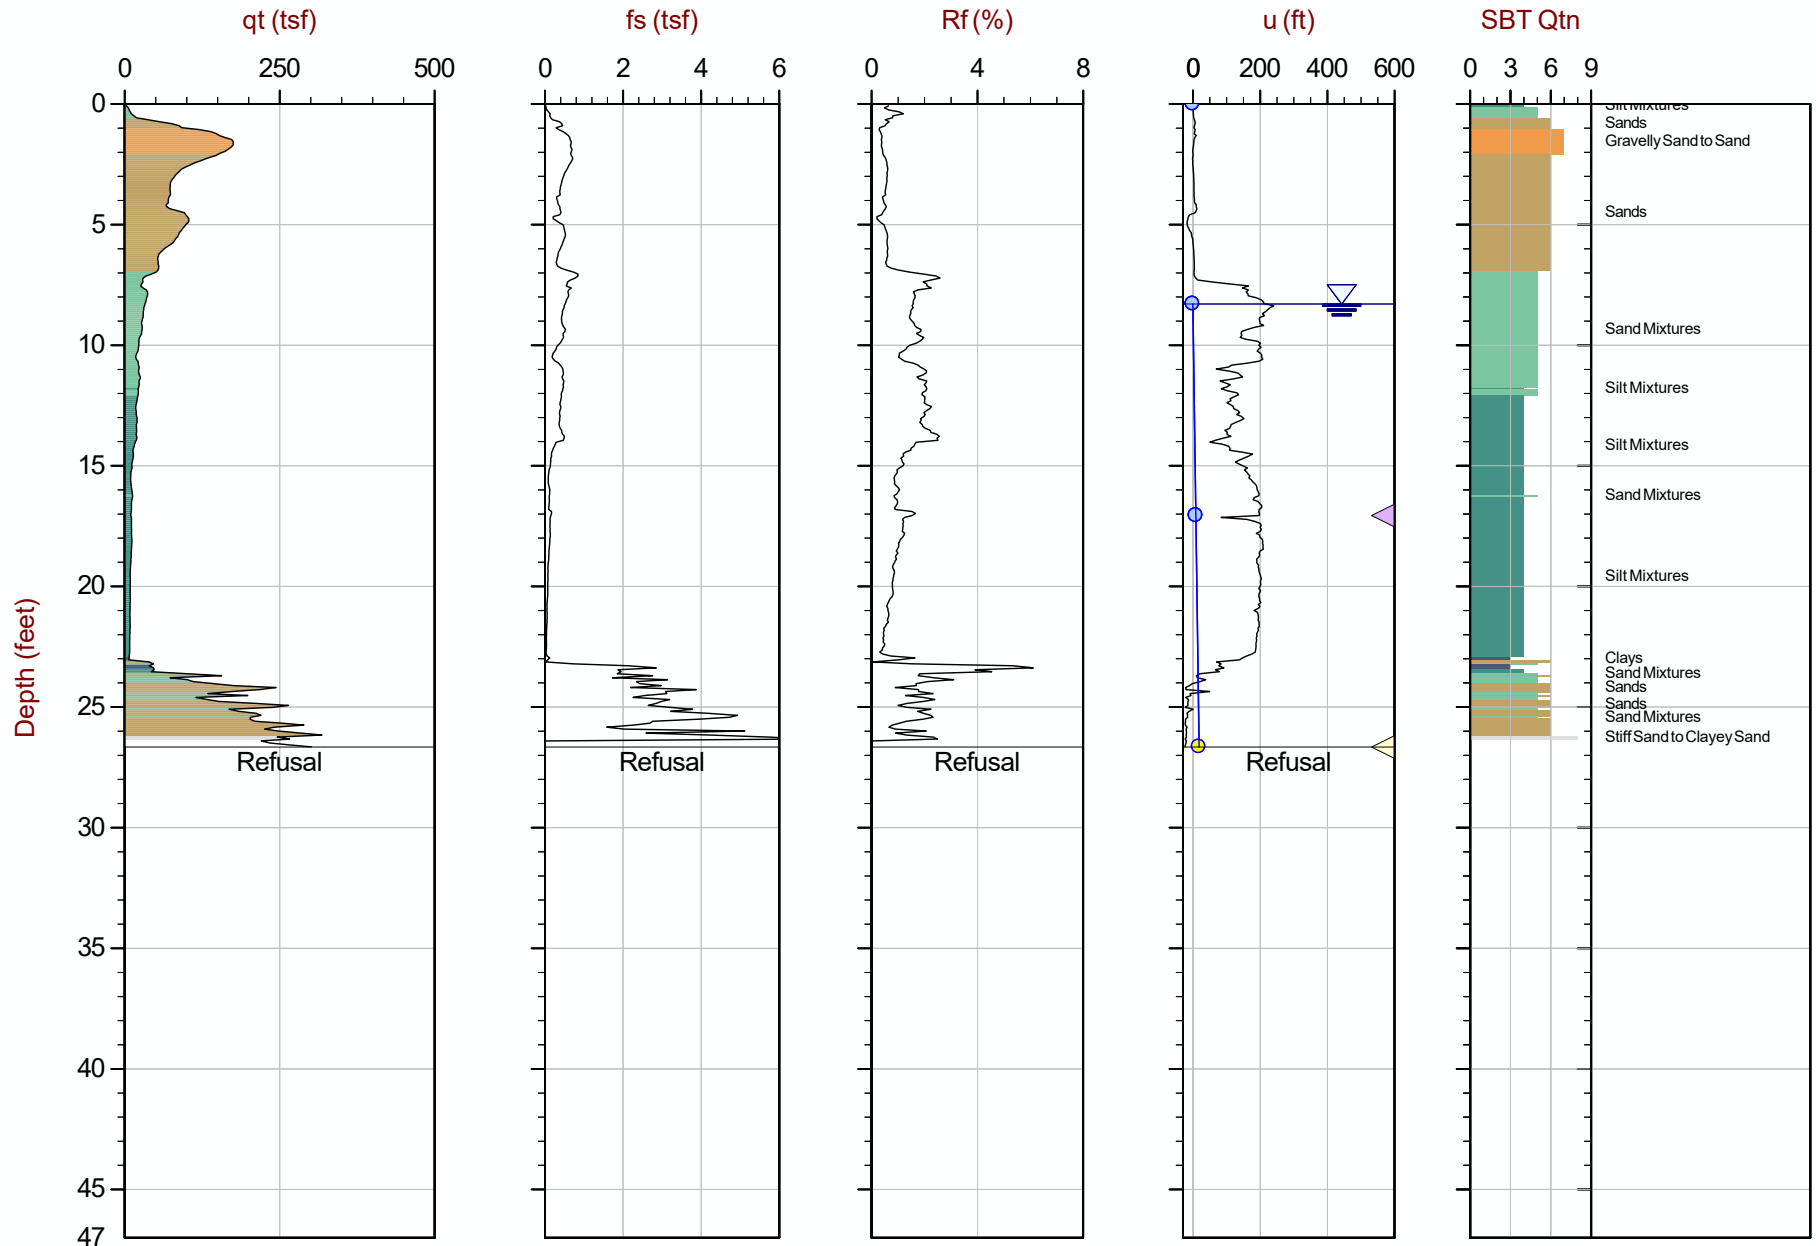 qt (tsf) fs (tsf) Rf (%) u (ft) SBT Qtn
0 250 500 0 2 4 6 0 4 8 0 200 400 600 0 3 6 9
0
Silt Mixtures
Sands
Gravelly Sand to Sand
Sands
5
Sand Mixtures
10
Silt Mixtures
Silt Mixtures
15
Sand Mixtures
Silt Mixtures
20
Depth (feet)
Clays
Sand Mixtures
Sands
Sands
25
Sand Mixtures
Stiff Sand to Clayey Sand
Refusal Refusal Refusal Refusal
30
35
40
45
47